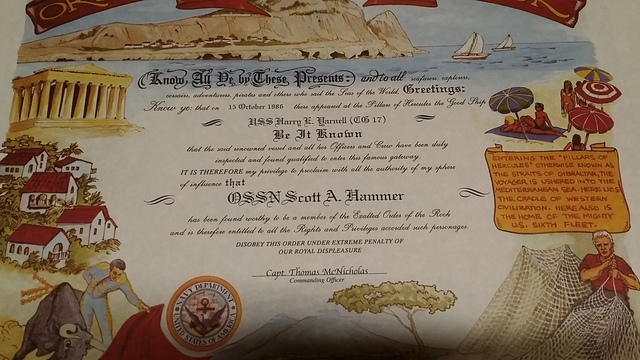 Know All Ye by These Presents: and to all seafarers, explorers,
corsairs, adventurers, pirates and others who sail the Seas of the World. Greetings:
Know ye: that on 15 October 1986 there appeared at the Pillars of Hercules the Good Ship
USS Harry E. Yarnell (CG 17)
Be It Known
that the said renowned vessel and all her Officers and Crew have been duly
inspected and found qualified to enter this famous gateway.
IT IS THEREFORE my privilege to proclaim with all the authority of my sphere
of influence that
OSSN Scott A. Hammer
has been found worthy to be a member of the Exalted Order of the Rock
and is therefore entitled to all the Rights and Privileges accorded such personages.
DISOBEY THIS ORDER UNDER EXTREME PENALTY OF
OUR ROYAL DISPLEASURE
Capt. Thomas McNicholas
Commanding Officer
ENTERING THE "PILLARS OF
HERCULES" OTHERWISE KNOWN AS
THE STRAITS OF GIBRALTAR, THE
VOYAGER IS USHERED INTO THE
MEDITERRANEAN SEA. HERE LIES
THE CRADLE OF WESTERN
CIVILIZATION. HERE ALSO IS
THE HOME OF THE MIGHTY
U.S. SIXTH FLEET.
NAVY DEPARTMENT
UNITED STATES OF AMERICA